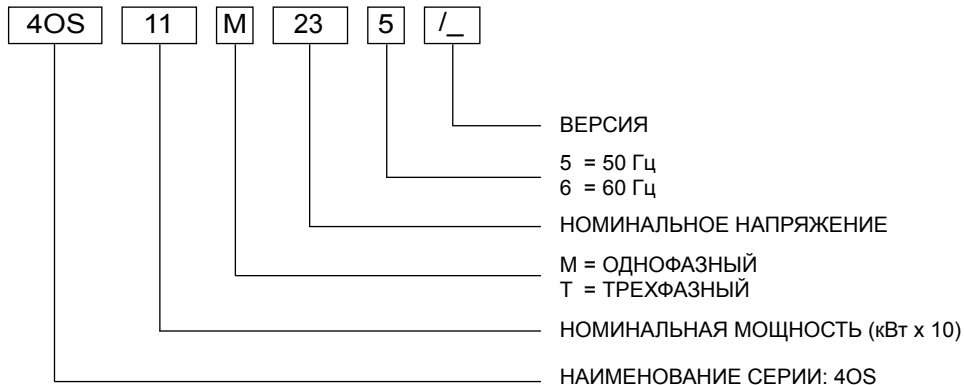 4OS 11 M 23 5 /_
ВЕРСИЯ
5 = 50 Гц
6 = 60 Гц
НОМИНАЛЬНОЕ НАПРЯЖЕНИЕ
М = ОДНОФАЗНЫЙ
Т = ТРЕХФАЗНЫЙ
НОМИНАЛЬНАЯ МОЩНОСТЬ (кВт x 10)
НАИМЕНОВАНИЕ СЕРИИ: 4OS